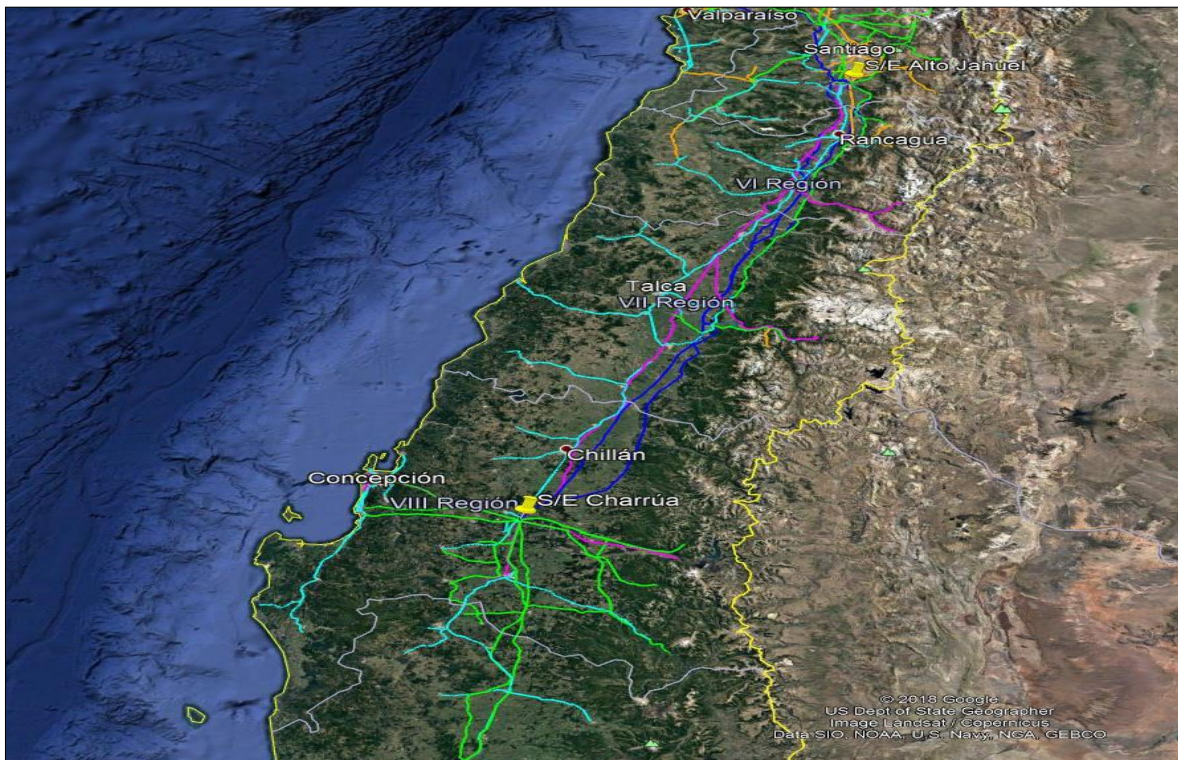 Valparaíso
Santiago
S/E Alto Jahuel
Rancagua
VI Región
Talca
VII Región
Chillán
Concepción
VIII Región
S/E Charrúa
© 2018 Google
US Dept of State Geographer
Image Landsat / Copernicus
Data SIO, NOAA, U.S. Navy, NGA, GEBCO